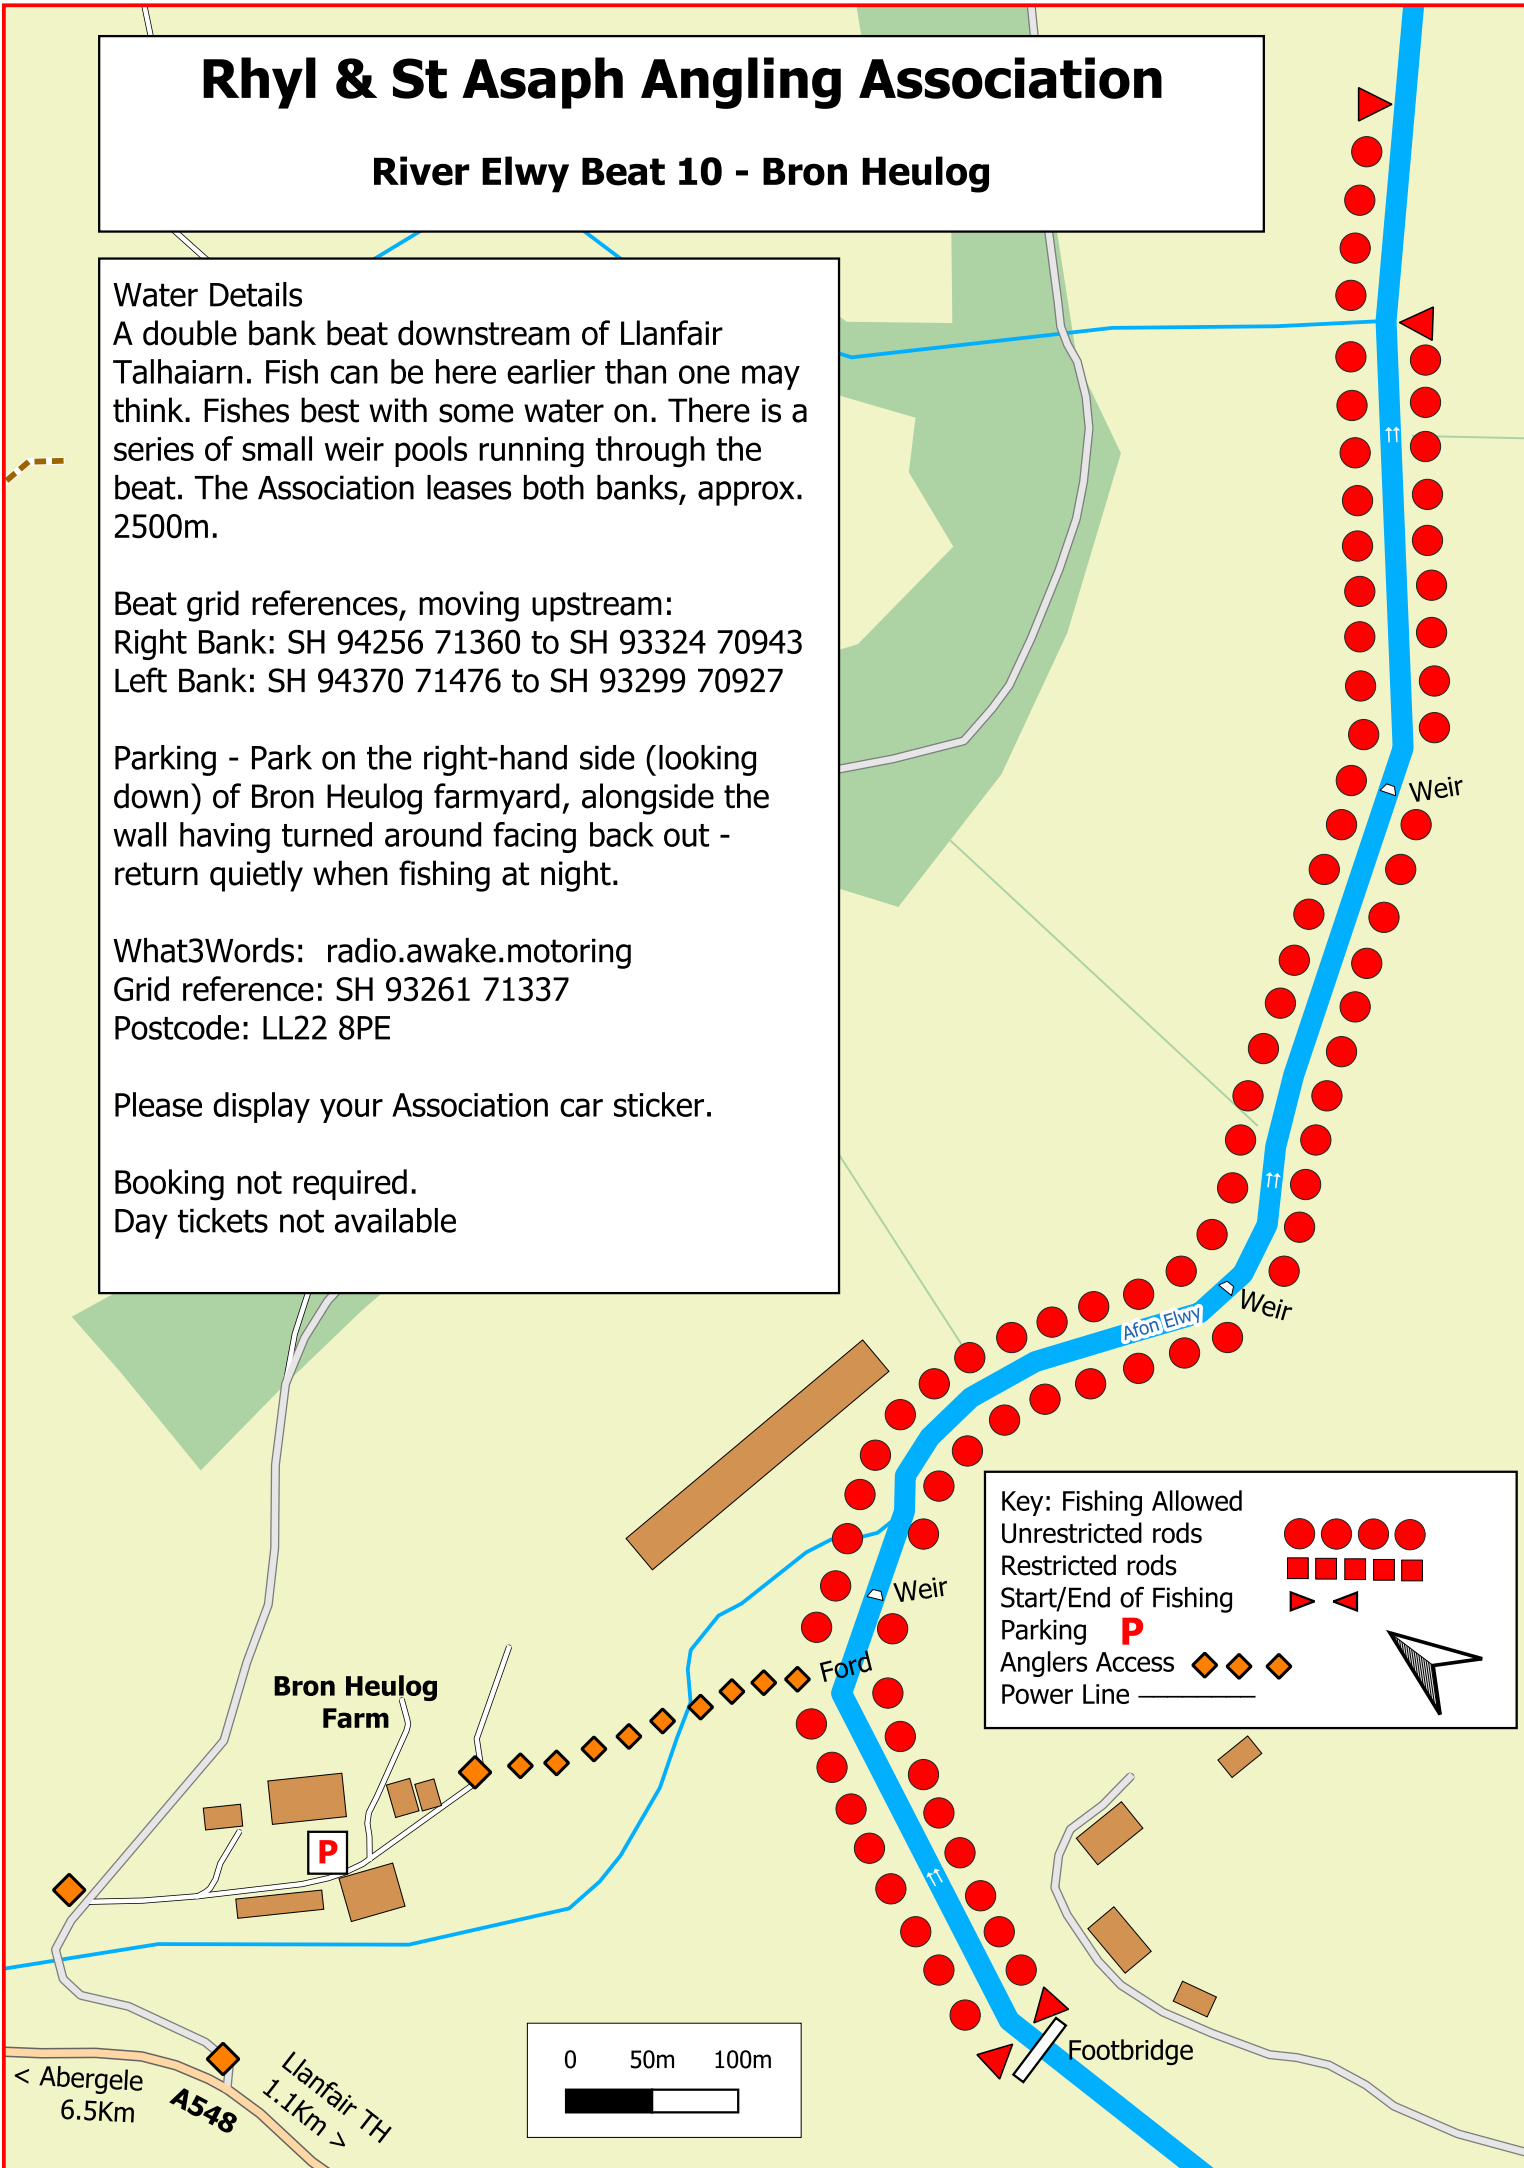 Rhyl & St Asaph Angling Association
River Elwy Beat 10 - Bron Heulog
Water Details
A double bank beat downstream of Llanfair
Talhaiarn. Fish can be here earlier than one may
think. Fishes best with some water on. There is a
series of small weir pools running through the
beat. The Association leases both banks, approx.
2500m.
Beat grid references, moving upstream:
Right Bank: SH 94256 71360 to SH 93324 70943
Left Bank: SH 94370 71476 to SH 93299 70927
Parking - Park on the right-hand side (looking
down) of Bron Heulog farmyard, alongside the
wall having turned around facing back out -
return quietly when fishing at night.
What3Words:  radio.awake.motoring
Grid reference: SH 93261 71337
Postcode: LL22 8PE
Please display your Association car sticker.
Booking not required.
Day tickets not available
Weir
Weir
Afon Elwy
Weir
Ford
Key: Fishing Allowed
Unrestricted rods
Restricted rods
Start/End of Fishing
Parking P
Anglers Access
Power Line
Bron Heulog
Farm
P
Footbridge
0 50m 100m
< Abergele
6.5Km
A548
Llanfair TH
1.1Km >